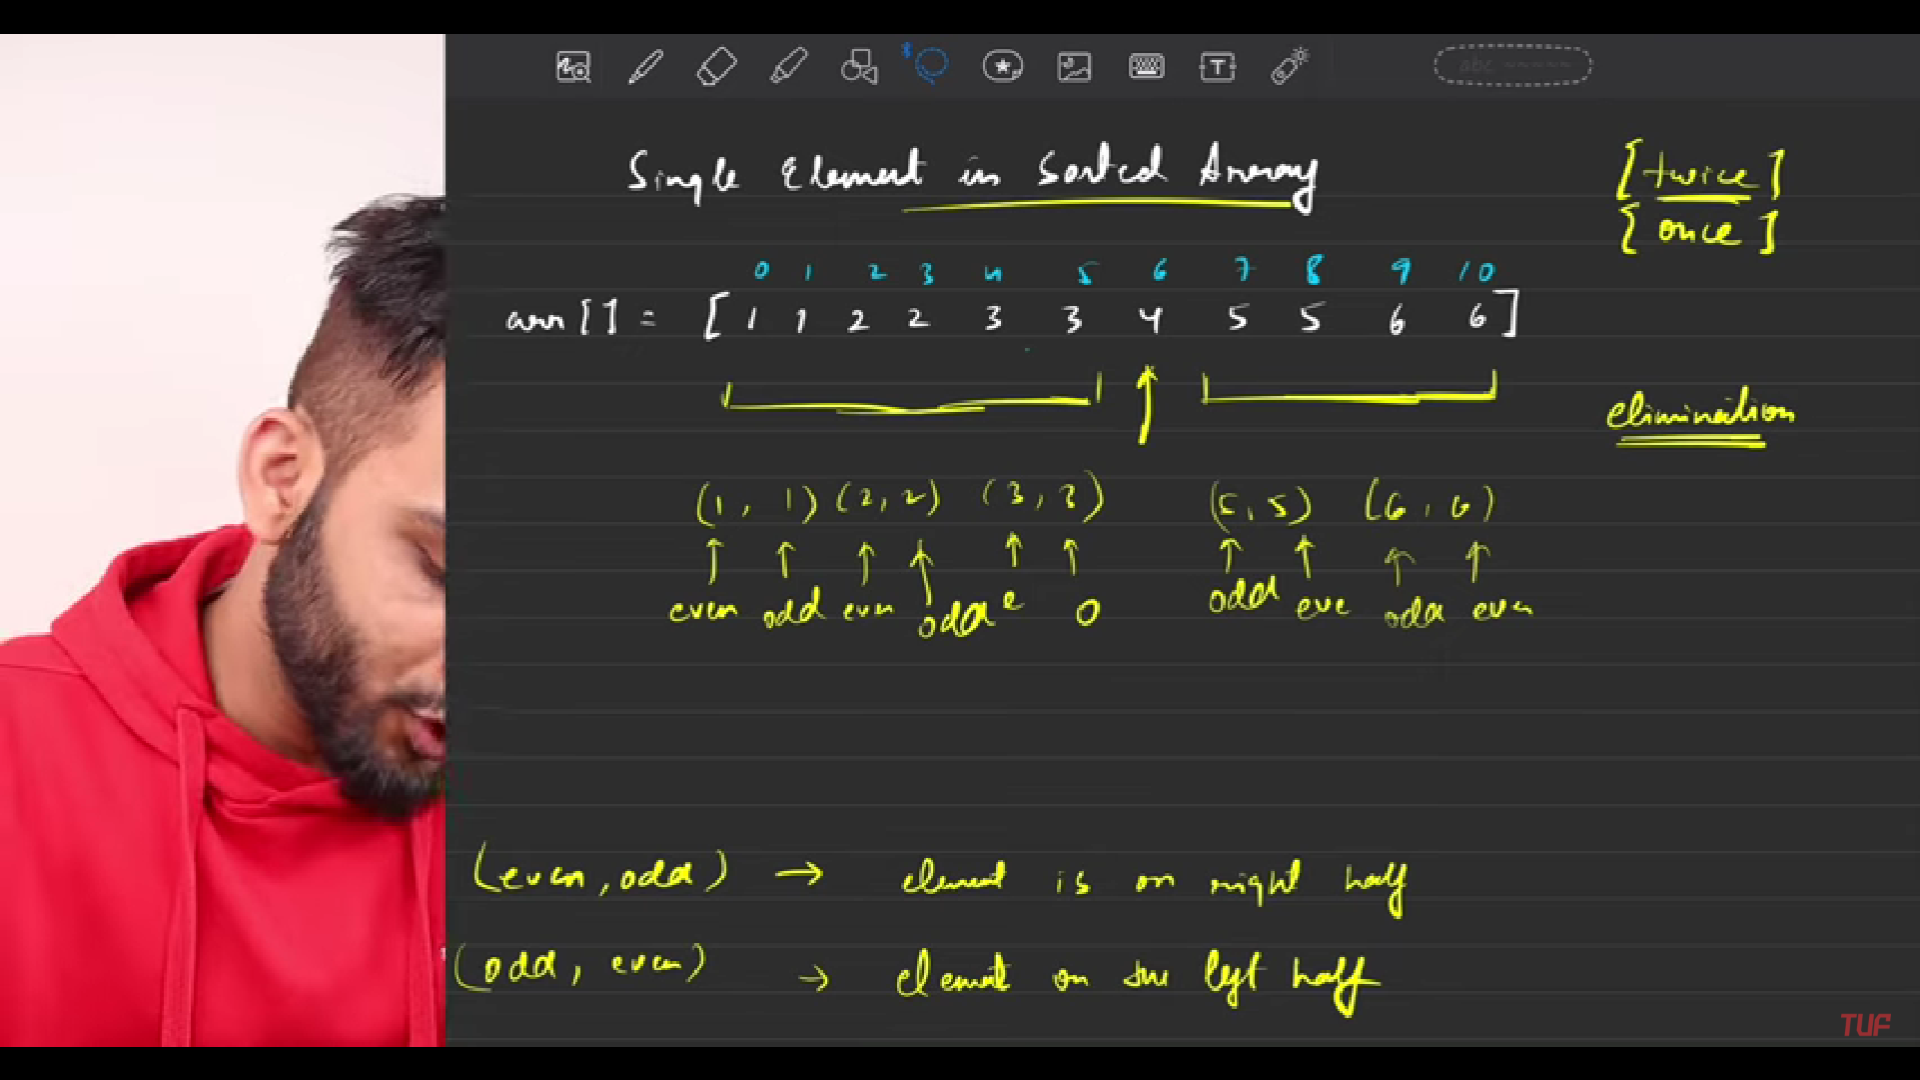 abc
Single Element in Sorted Array
[twice]
[once]
0 1 2 3 4 5 6 7 8 9 10
arr[] = [1 1 2 2 3 3 4 5 5 6 6]
elimination
(1, 1) (2, 2) (3, 3) (5, 5) (6, 6)
even odd even odd e o odd eve odd even
(even, odd) → element is on right half
(odd, even) → element on the left half
TUF